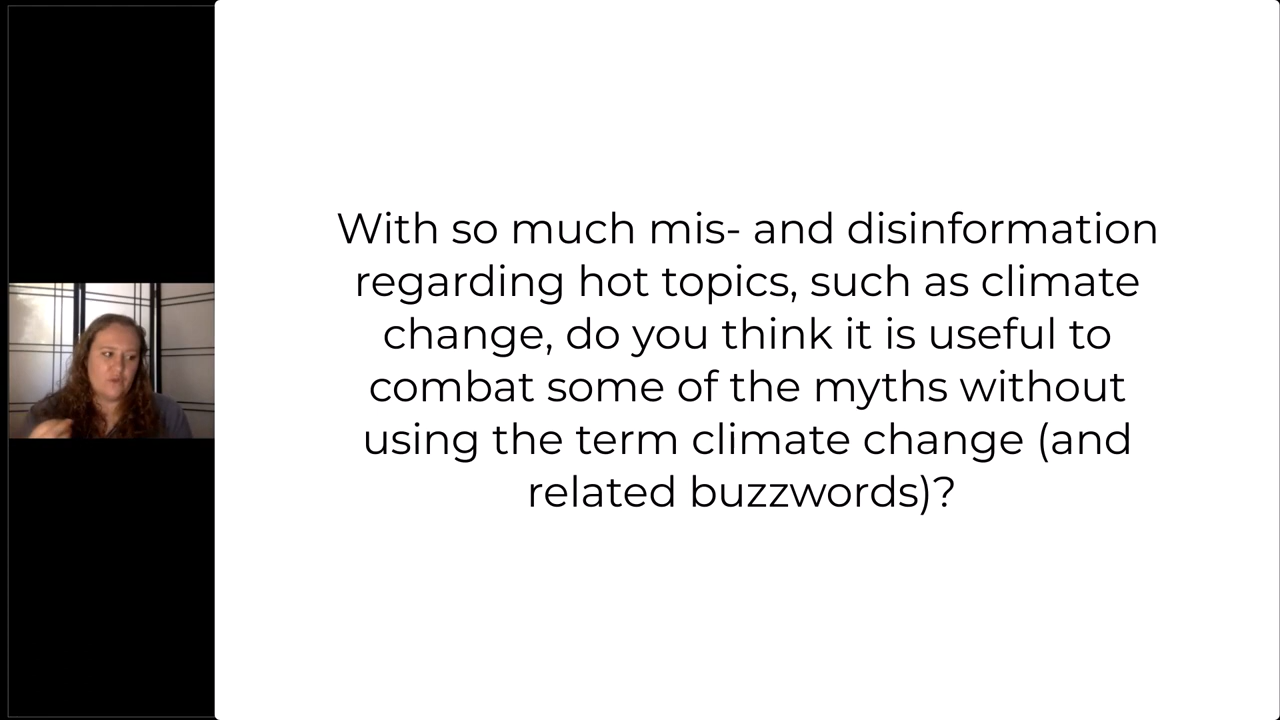 With so much mis- and disinformation
regarding hot topics, such as climate
change, do you think it is useful to
combat some of the myths without
using the term climate change (and
related buzzwords)?